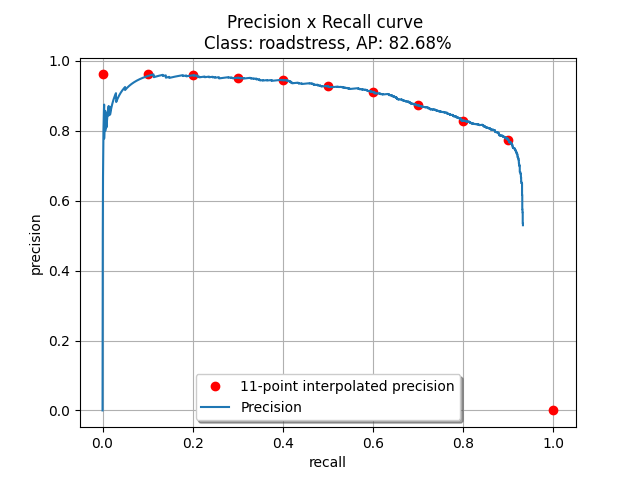 Precision x Recall curve
Class: roadstress, AP: 82.68%
1.0
0.8
0.6
0.4
0.2
0.0
precision
11-point interpolated precision
Precision
0.0 0.2 0.4 0.6 0.8 1.0
recall